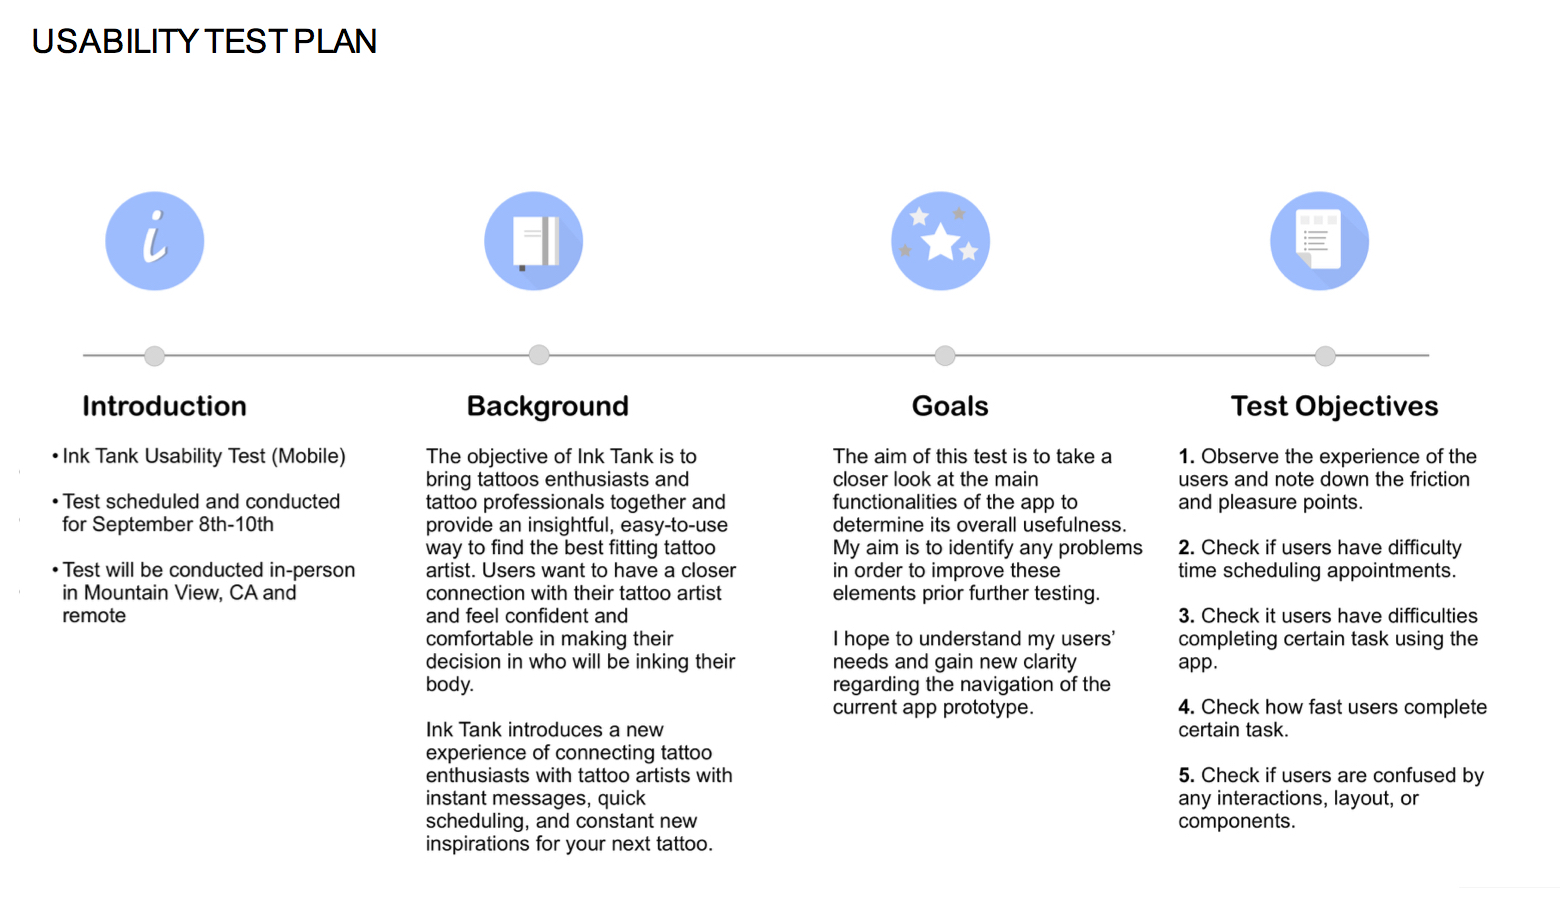 USABILITY TEST PLAN
i
Introduction
• Ink Tank Usability Test (Mobile)
• Test scheduled and conducted
for September 8th-10th
• Test will be conducted in-person
in Mountain View, CA and
remote
Background
The objective of Ink Tank is to
bring tattoos enthusiasts and
tattoo professionals together and
provide an insightful, easy-to-use
way to find the best fitting tattoo
artist. Users want to have a closer
connection with their tattoo artist
and feel confident and
comfortable in making their
decision in who will be inking their
body.
Ink Tank introduces a new
experience of connecting tattoo
enthusiasts with tattoo artists with
instant messages, quick
scheduling, and constant new
inspirations for your next tattoo.
Goals
The aim of this test is to take a
closer look at the main
functionalities of the app to
determine its overall usefulness.
My aim is to identify any problems
in order to improve these
elements prior further testing.
I hope to understand my users’
needs and gain new clarity
regarding the navigation of the
current app prototype.
Test Objectives
1. Observe the experience of the
users and note down the friction
and pleasure points.
2. Check if users have difficulty
time scheduling appointments.
3. Check it users have difficulties
completing certain task using the
app.
4. Check how fast users complete
certain task.
5. Check if users are confused by
any interactions, layout, or
components.